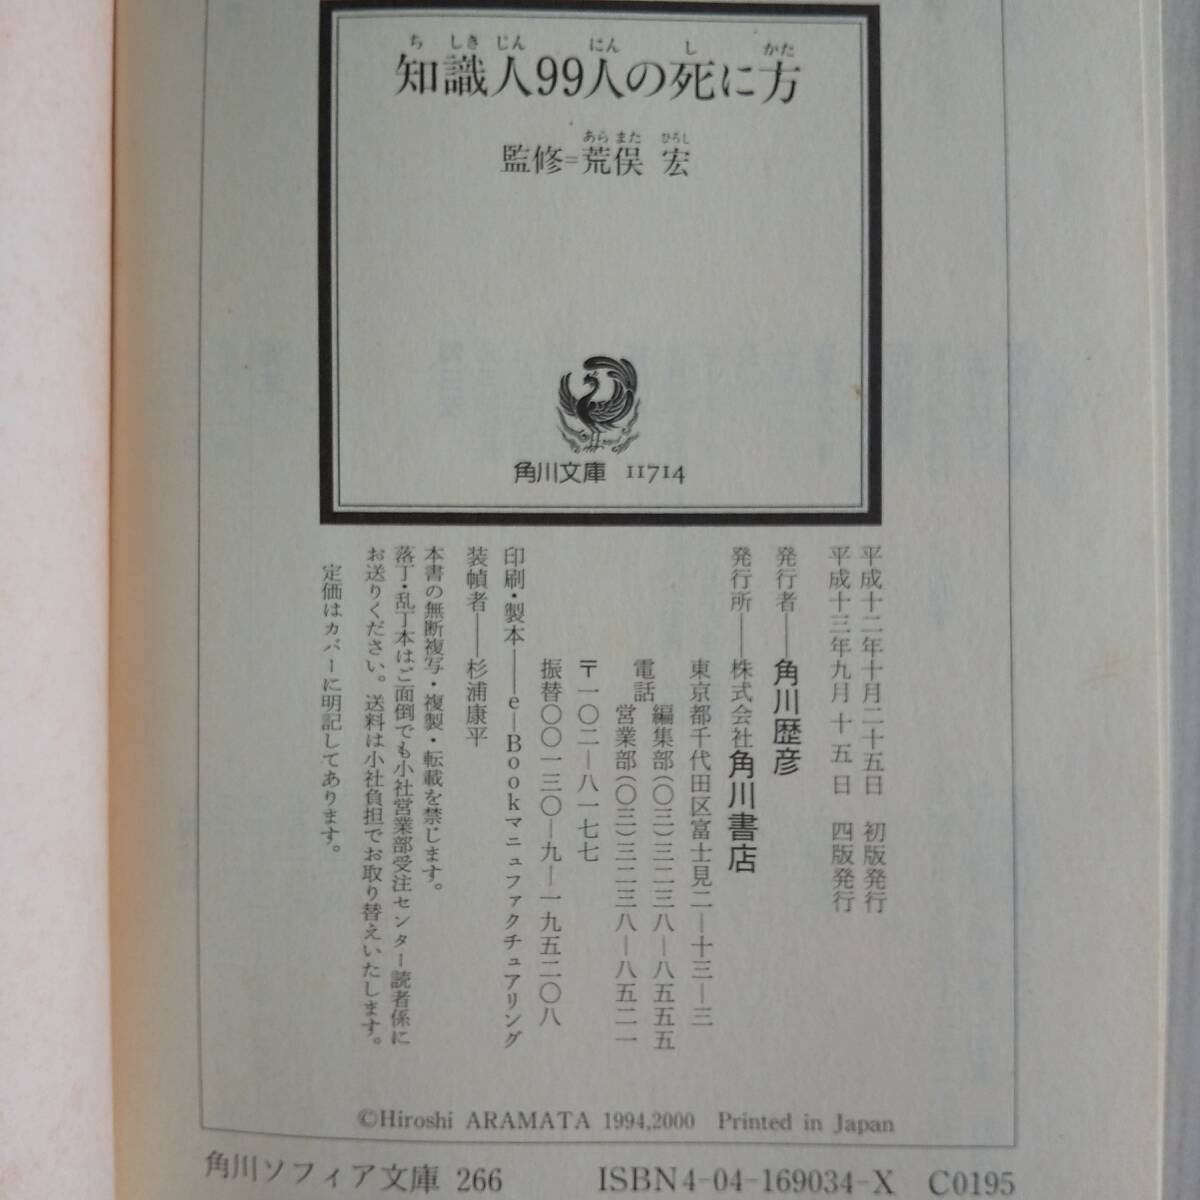 ち しき じん にん し かた
知識人99人の死に方
あら また ひろし
監修=荒俣 宏
角川文庫 11714
平成十二年十月二十五日 初版発行
平成十三年九月十五日 四版発行
発行者――角川歴彦
発行所――株式会社角川書店
東京都千代田区富士見二―十三―三
電話 編集部(〇三)三二三八―八五五五
営業部(〇三)三二三八―八五二一
〒一〇二―八一七七
振替〇〇一三〇―九―一九五二〇八
印刷・製本――e―Bookマニュファクチュアリング
装幀者――杉浦康平
本書の無断複写・複製・転載を禁じます。
落丁・乱丁本はご面倒でも小社営業部受注センター読者係に
お送りください。送料は小社負担でお取り替えいたします。
定価はカバーに明記してあります。
©Hiroshi ARAMATA 1994,2000 Printed in Japan
角川ソフィア文庫 266 ISBN4-04-169034-X C0195